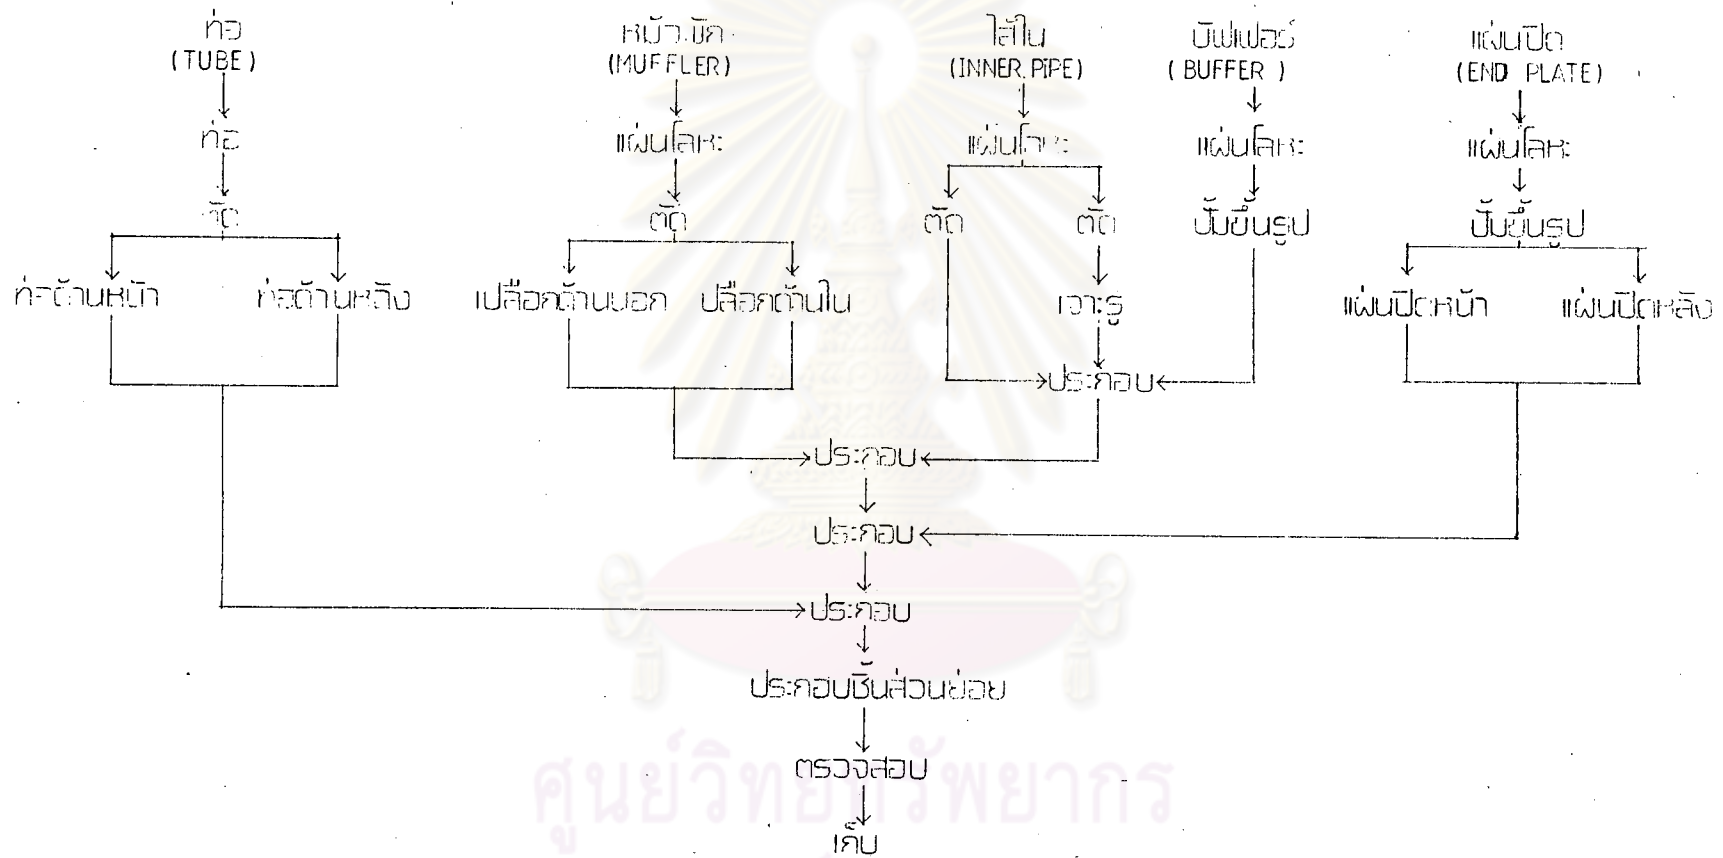 ท่อ
(TUBE)
หม้อพัก
(MUFFLER)
ไส้ใน
(INNER PIPE)
บัฟเฟอร์
(BUFFER)
แผ่นปิด
(END PLATE)
ท่อ
แผ่นโลหะ
แผ่นโลหะ
แผ่นโลหะ
แผ่นโลหะ
ตัด
ตัด
ตัด
ตัด
ปั๊มขึ้นรูป
ปั๊มขึ้นรูป
ท่อด้านหน้า
ท่อด้านหลัง
เปลือกด้านนอก
ปลือกด้านใน
เจาะรู
แผ่นปิดหน้า
แผ่นปิดหลัง
ประกอบ
ประกอบ
ประกอบ
ประกอบ
ประกอบชิ้นส่วนย่อย
ตรวจสอบ
เก็บ
ศูนย์วิทยทรัพยากร